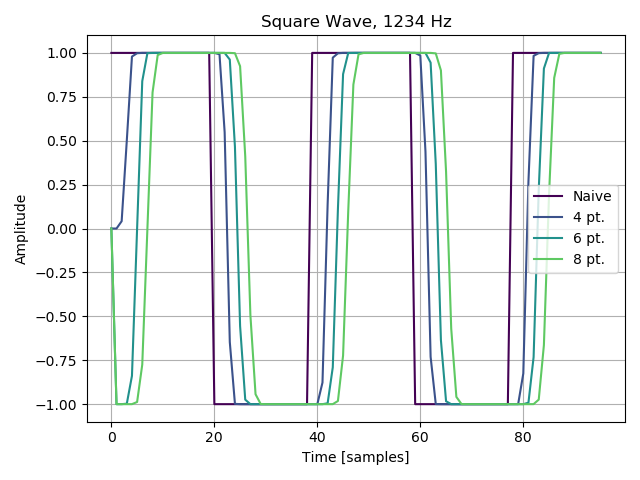 Square Wave, 1234 Hz
Amplitude
1.00
0.75
0.50
0.25
0.00
−0.25
−0.50
−0.75
−1.00
Naive
4 pt.
6 pt.
8 pt.
0 20 40 60 80
Time [samples]